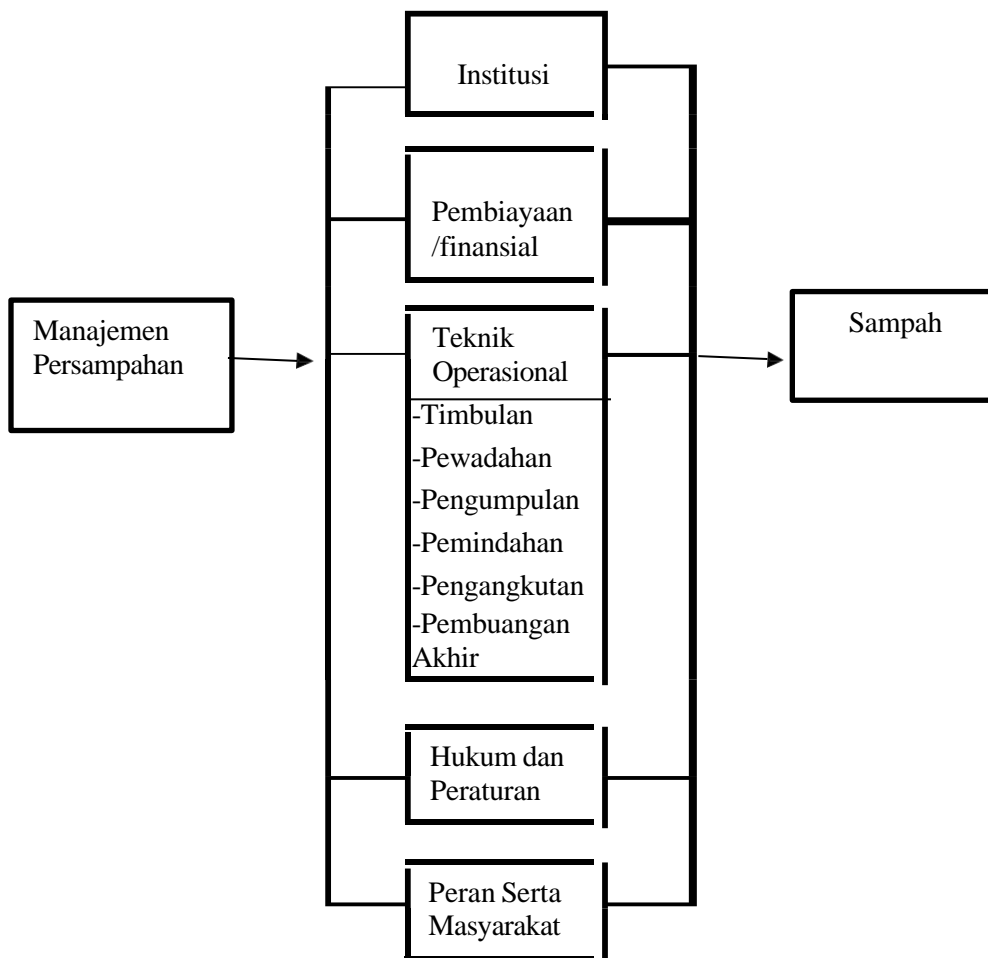 Institusi
Pembiayaan
/finansial
Manajemen
Persampahan
Teknik
Operasional
-Timbulan
-Pewadahan
-Pengumpulan
-Pemindahan
-Pengangkutan
-Pembuangan
Akhir
Sampah
Hukum dan
Peraturan
Peran Serta
Masyarakat